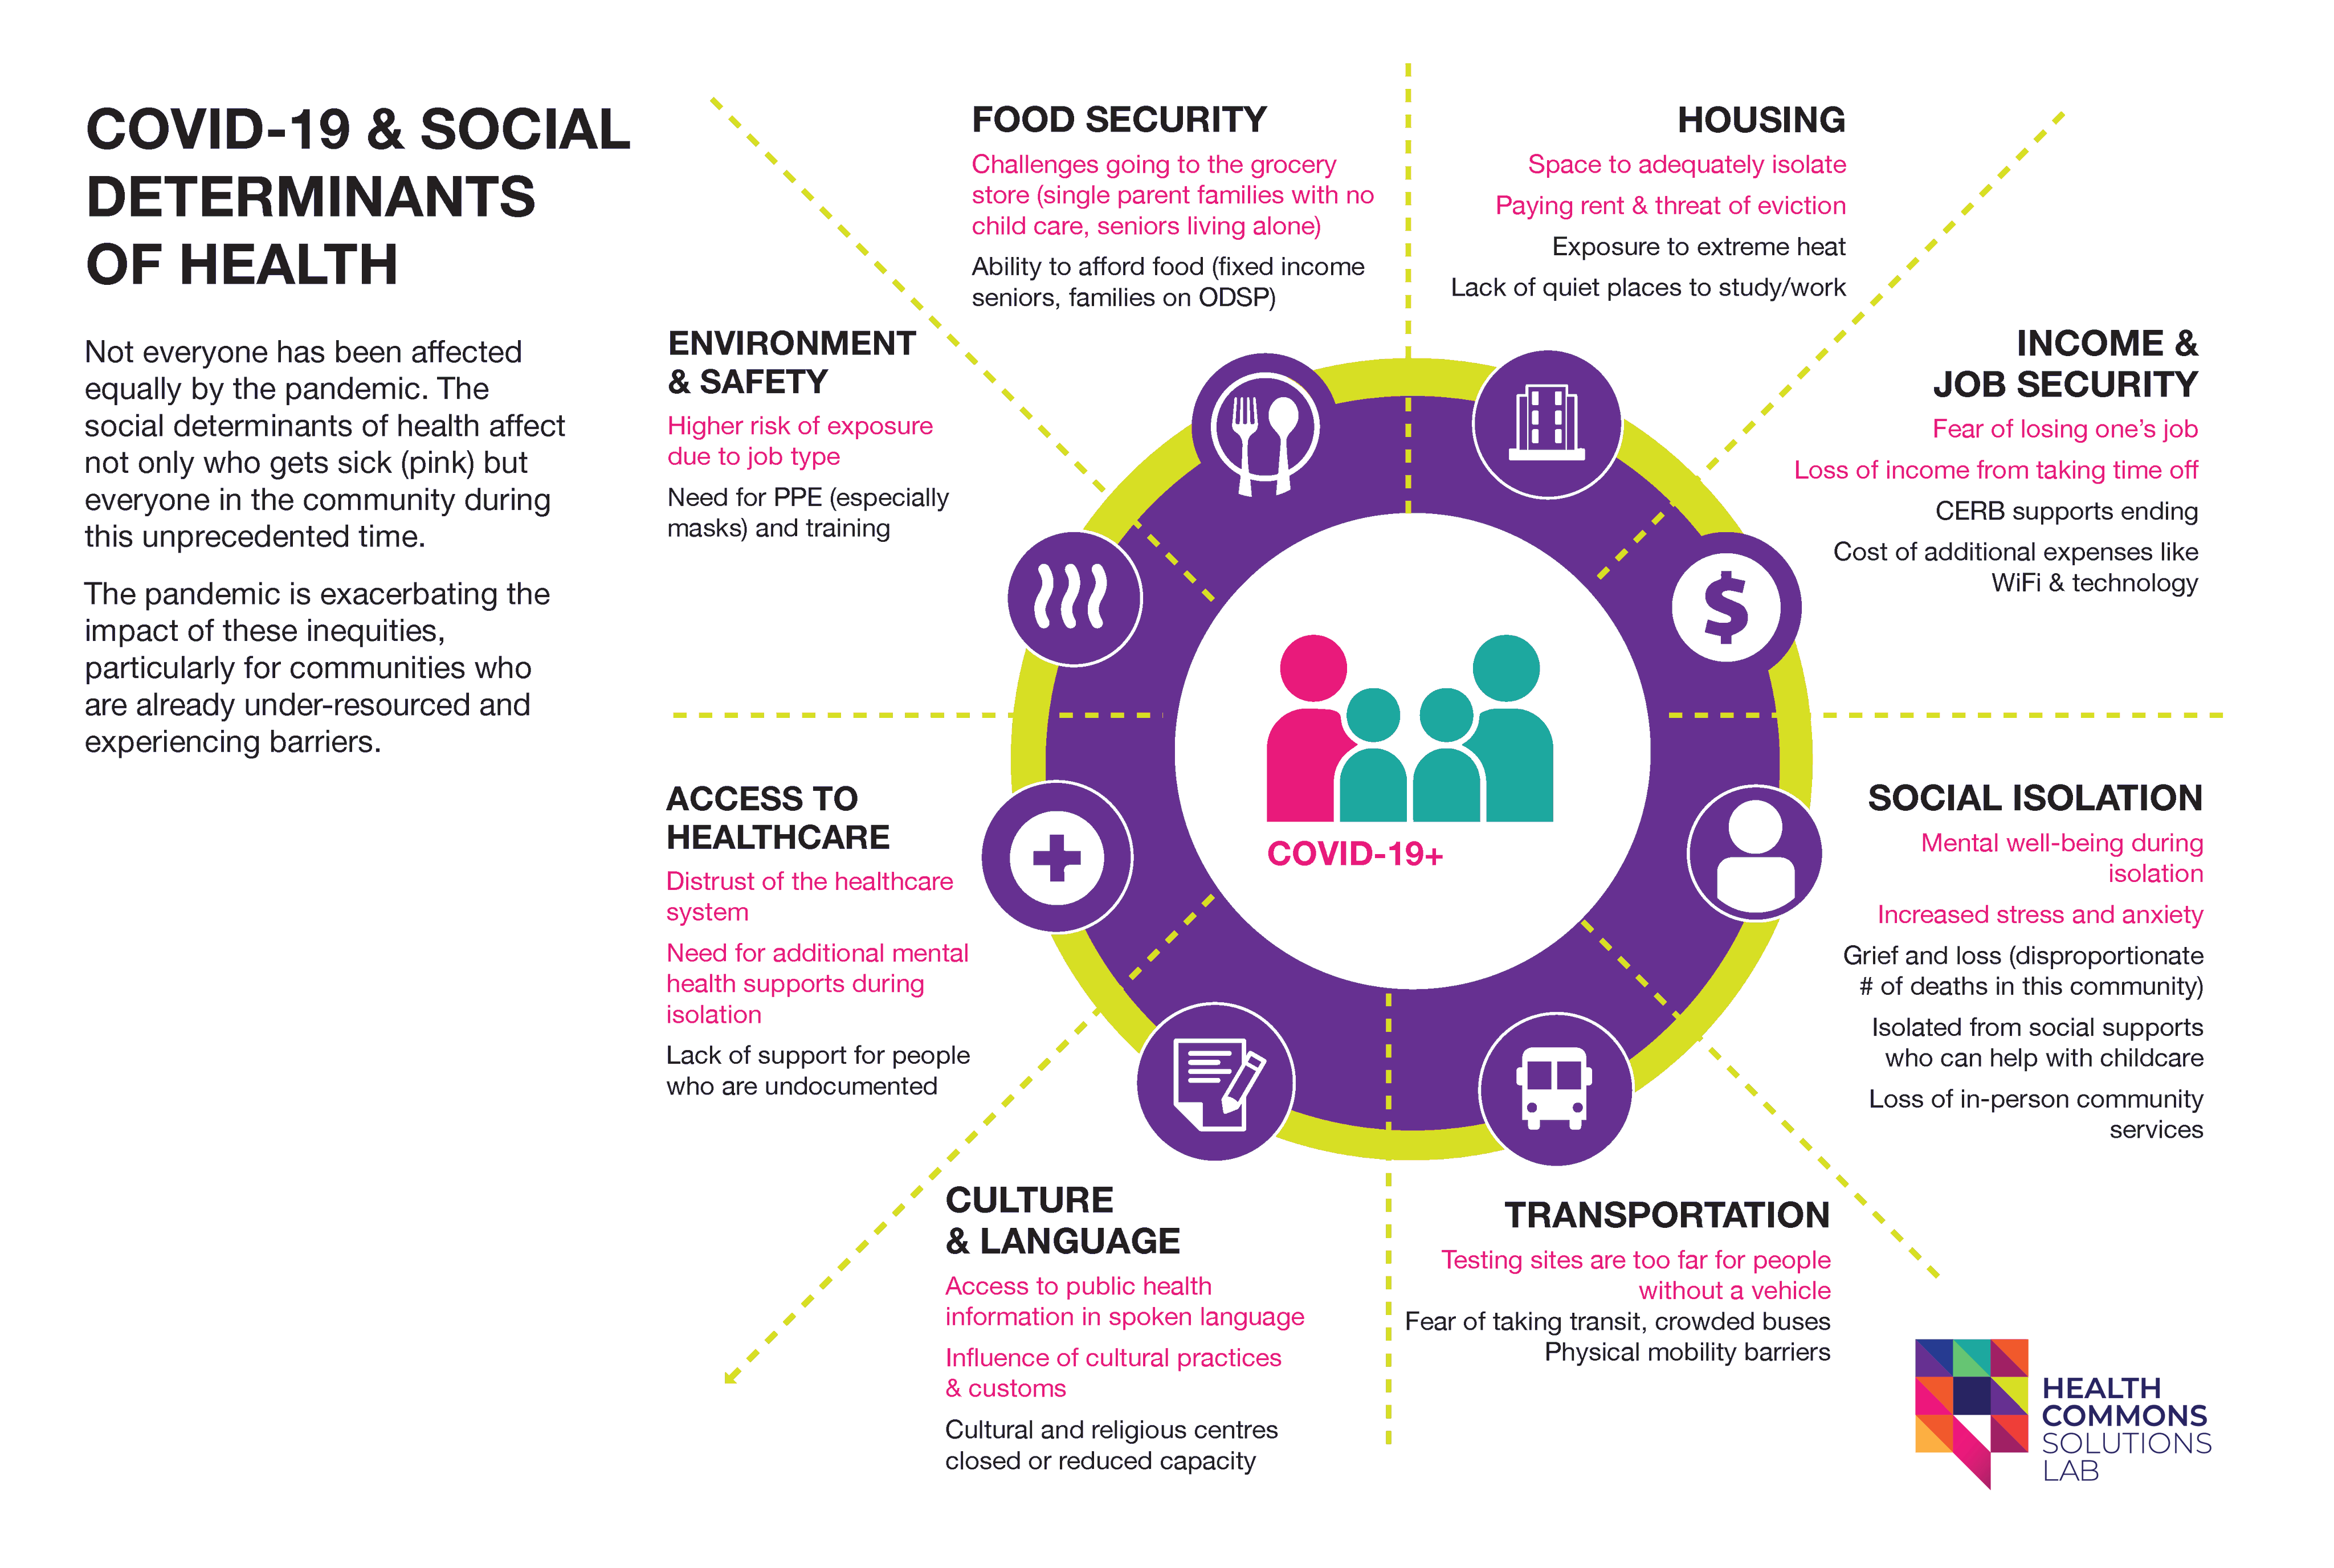 COVID-19 & SOCIAL
DETERMINANTS
OF HEALTH
Not everyone has been affected
equally by the pandemic. The
social determinants of health affect
not only who gets sick (pink) but
everyone in the community during
this unprecedented time.
The pandemic is exacerbating the
impact of these inequities,
particularly for communities who
are already under-resourced and
experiencing barriers.
FOOD SECURITY
Challenges going to the grocery
store (single parent families with no
child care, seniors living alone)
Ability to afford food (fixed income
seniors, families on ODSP)
HOUSING
Space to adequately isolate
Paying rent & threat of eviction
Exposure to extreme heat
Lack of quiet places to study/work
INCOME &
JOB SECURITY
Fear of losing one's job
Loss of income from taking time off
CERB supports ending
Cost of additional expenses like
WiFi & technology
SOCIAL ISOLATION
Mental well-being during
isolation
Increased stress and anxiety
Grief and loss (disproportionate
# of deaths in this community)
Isolated from social supports
who can help with childcare
Loss of in-person community
services
TRANSPORTATION
Testing sites are too far for people
without a vehicle
Fear of taking transit, crowded buses
Physical mobility barriers
CULTURE
& LANGUAGE
Access to public health
information in spoken language
Influence of cultural practices
& customs
Cultural and religious centres
closed or reduced capacity
ACCESS TO
HEALTHCARE
Distrust of the healthcare
system
Need for additional mental
health supports during
isolation
Lack of support for people
who are undocumented
ENVIRONMENT
& SAFETY
Higher risk of exposure
due to job type
Need for PPE (especially
masks) and training
$
COVID-19+
HEALTH
COMMONS
SOLUTIONS
LAB